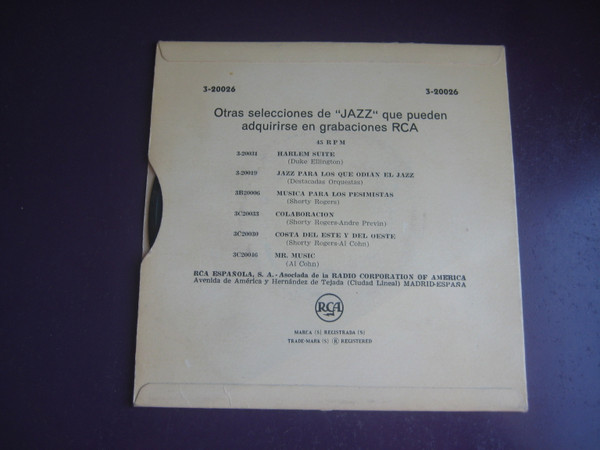 3-20026 3-20026
Otras selecciones de "JAZZ" que pueden
adquirirse en grabaciones RCA
45 RPM
HARLEM SUITE
(Duke Ellington)
3-20019 JAZZ PARA LOS QUE ODIAN EL JAZZ
(Destacadas Orquestas)
3B20006 MUSICA PARA LOS PESIMISTAS
(Shorty Rogers)
COLABORACION
(Shorty Rogers-Andre Previn)
COSTA DEL ESTE Y DEL OESTE
(Shorty Rogers-Al Cohn)
3C20016 MR. MUSIC
(Al Cohn)
RCA ESPAÑOLA, S. A.-Asociada de la RADIO CORPORATION OF AMERICA
Avenida de América y Hernández de Tejada (Ciudad Lineal) MADRID-ESPAÑA
RCA
MARCA (S) REGISTRADA (S)
TRADE-MARK (S) ® REGISTERED